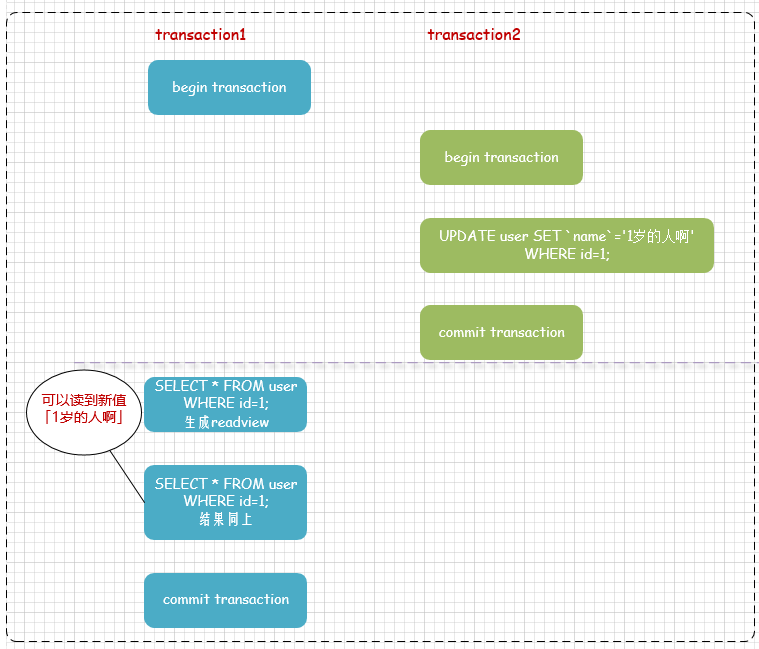 transaction1
transaction2
begin transaction
begin transaction
UPDATE user SET `name`='1岁的人啊'
WHERE id=1;
commit transaction
可以读到新值
「1岁的人啊」
SELECT * FROM user
WHERE id=1;
生成readview
SELECT * FROM user
WHERE id=1;
结果同上
commit transaction